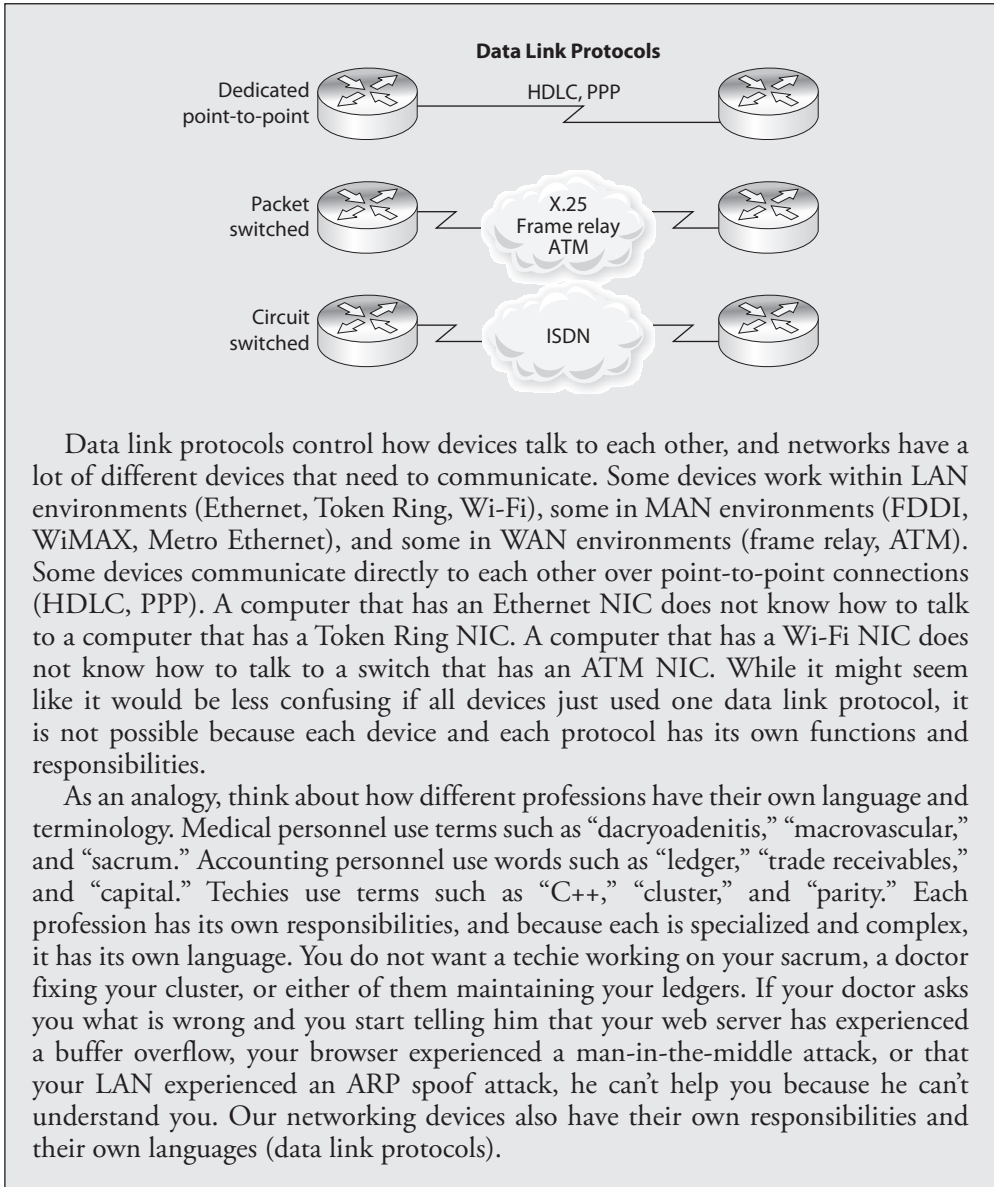 Data Link Protocols
Dedicated
point-to-point
HDLC, PPP
Packet
switched
X.25
Frame relay
ATM
Circuit
switched
ISDN
Data link protocols control how devices talk to each other, and networks have a
lot of different devices that need to communicate. Some devices work within LAN
environments (Ethernet, Token Ring, Wi-Fi), some in MAN environments (FDDI,
WiMAX, Metro Ethernet), and some in WAN environments (frame relay, ATM).
Some devices communicate directly to each other over point-to-point connections
(HDLC, PPP). A computer that has an Ethernet NIC does not know how to talk
to a computer that has a Token Ring NIC. A computer that has a Wi-Fi NIC does
not know how to talk to a switch that has an ATM NIC. While it might seem
like it would be less confusing if all devices just used one data link protocol, it
is not possible because each device and each protocol has its own functions and
responsibilities.
As an analogy, think about how different professions have their own language and
terminology. Medical personnel use terms such as “dacryoadenitis,” “macrovascular,”
and “sacrum.” Accounting personnel use words such as “ledger,” “trade receivables,”
and “capital.” Techies use terms such as “C++,” “cluster,” and “parity.” Each
profession has its own responsibilities, and because each is specialized and complex,
it has its own language. You do not want a techie working on your sacrum, a doctor
fixing your cluster, or either of them maintaining your ledgers. If your doctor asks
you what is wrong and you start telling him that your web server has experienced
a buffer overflow, your browser experienced a man-in-the-middle attack, or that
your LAN experienced an ARP spoof attack, he can’t help you because he can’t
understand you. Our networking devices also have their own responsibilities and
their own languages (data link protocols).